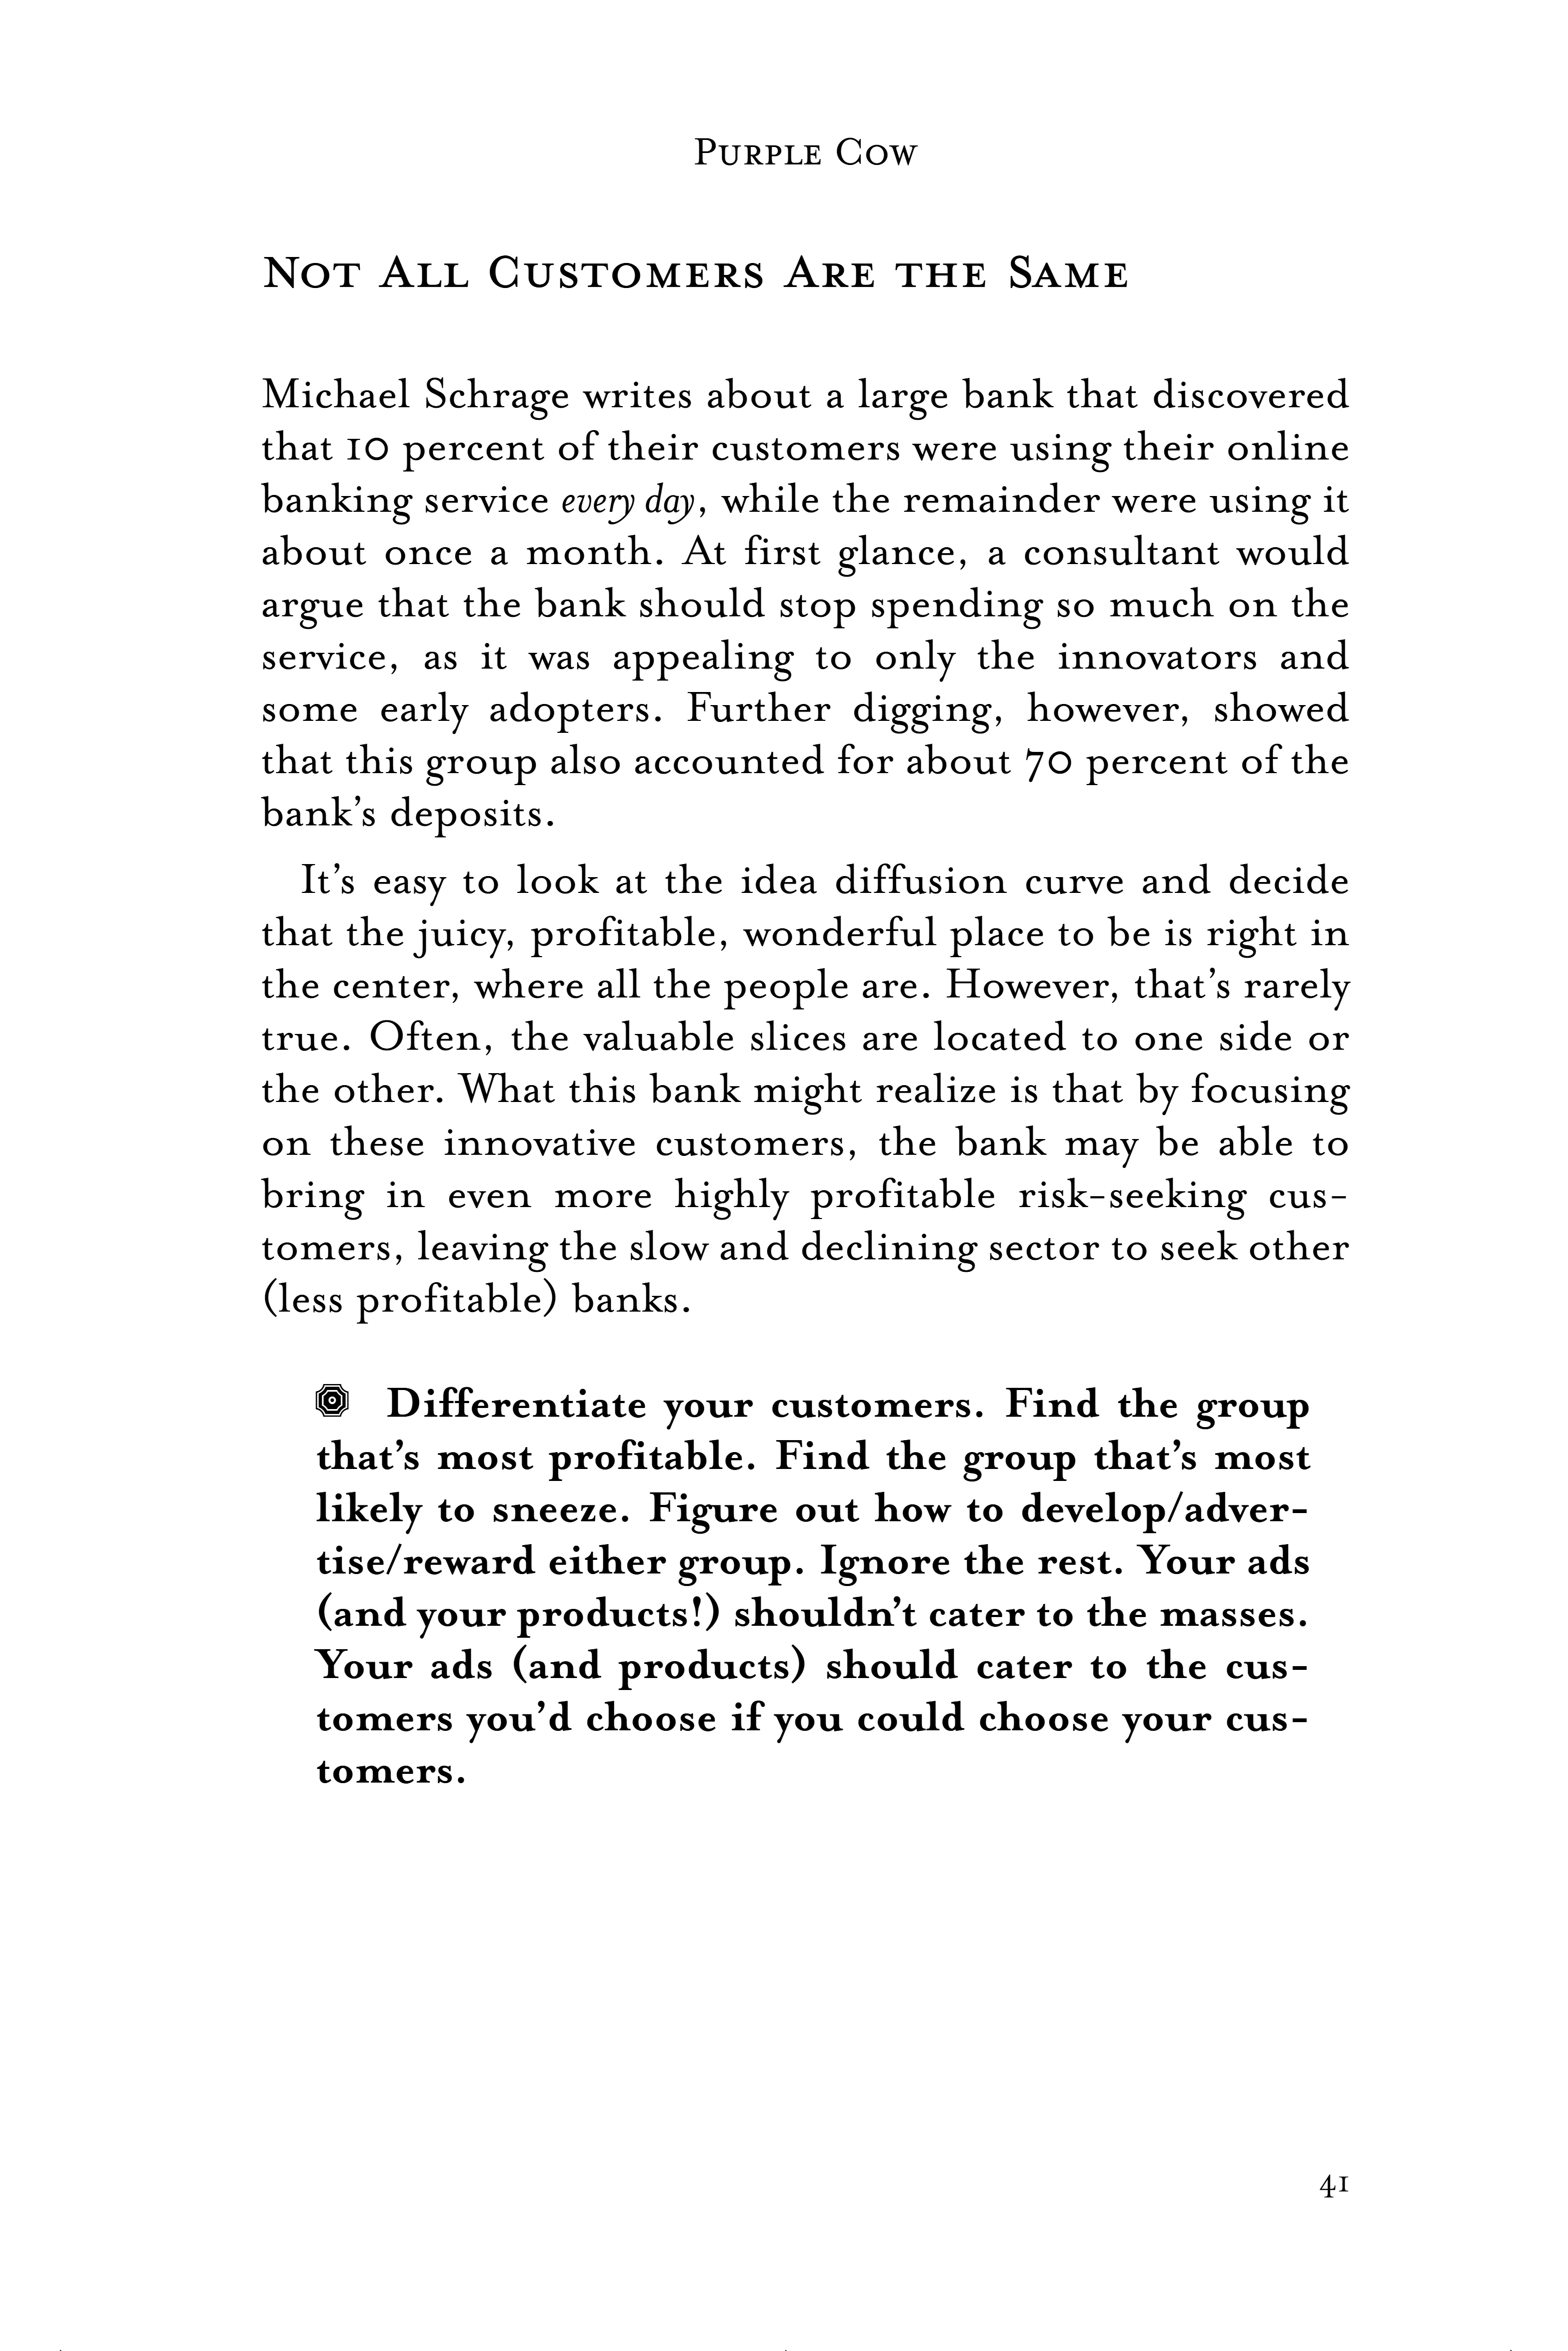 Purple Cow
Not All Customers Are the Same
Michael Schrage writes about a large bank that discovered
that 10 percent of their customers were using their online
banking service every day, while the remainder were using it
about once a month. At first glance, a consultant would
argue that the bank should stop spending so much on the
service, as it was appealing to only the innovators and
some early adopters. Further digging, however, showed
that this group also accounted for about 70 percent of the
bank’s deposits.
It’s easy to look at the idea diffusion curve and decide
that the juicy, profitable, wonderful place to be is right in
the center, where all the people are. However, that’s rarely
true. Often, the valuable slices are located to one side or
the other. What this bank might realize is that by focusing
on these innovative customers, the bank may be able to
bring in even more highly profitable risk-seeking cus-
tomers, leaving the slow and declining sector to seek other
(less profitable) banks.
Differentiate your customers. Find the group
that’s most profitable. Find the group that’s most
likely to sneeze. Figure out how to develop/adver-
tise/reward either group. Ignore the rest. Your ads
(and your products!) shouldn’t cater to the masses.
Your ads (and products) should cater to the cus-
tomers you’d choose if you could choose your cus-
tomers.
41